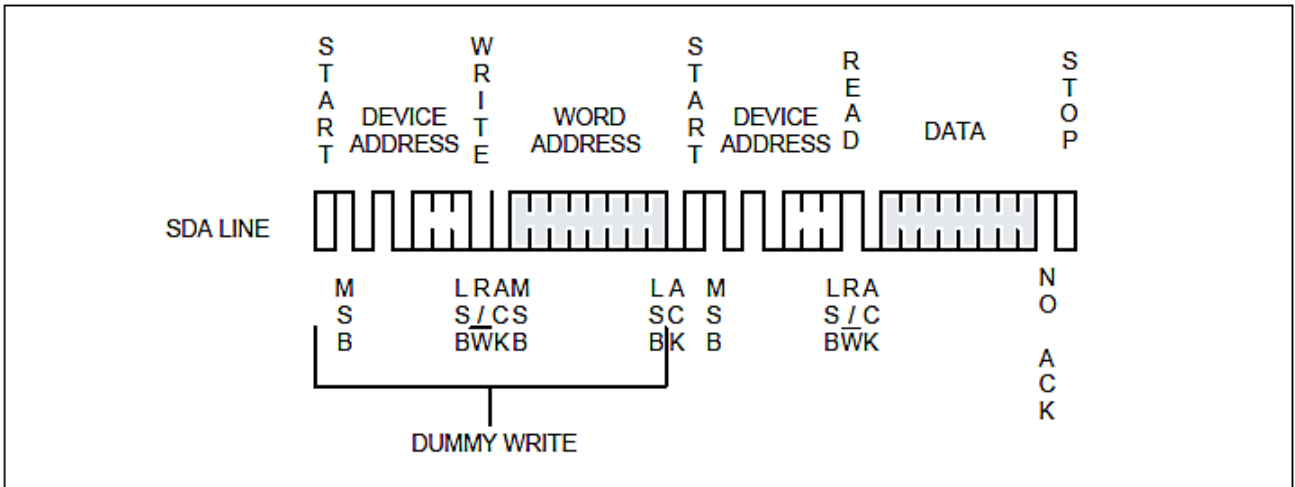 START
DEVICE
ADDRESS
WRITE
WORD
ADDRESS
START
DEVICE
ADDRESS
READ
DATA
STOP
SDA LINE
MSB
LSB
R/W̅
ACK
MSB
LSB
ACK
MSB
LSB
R/W̅
ACK
NO ACK
DUMMY WRITE